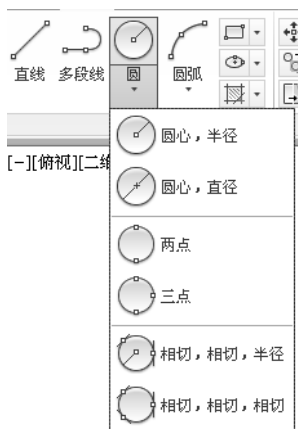 直线 多段线 圆 圆弧
[-][俯视][二维
圆心，半径
圆心，直径
两点
三点
相切，相切，半径
相切，相切，相切